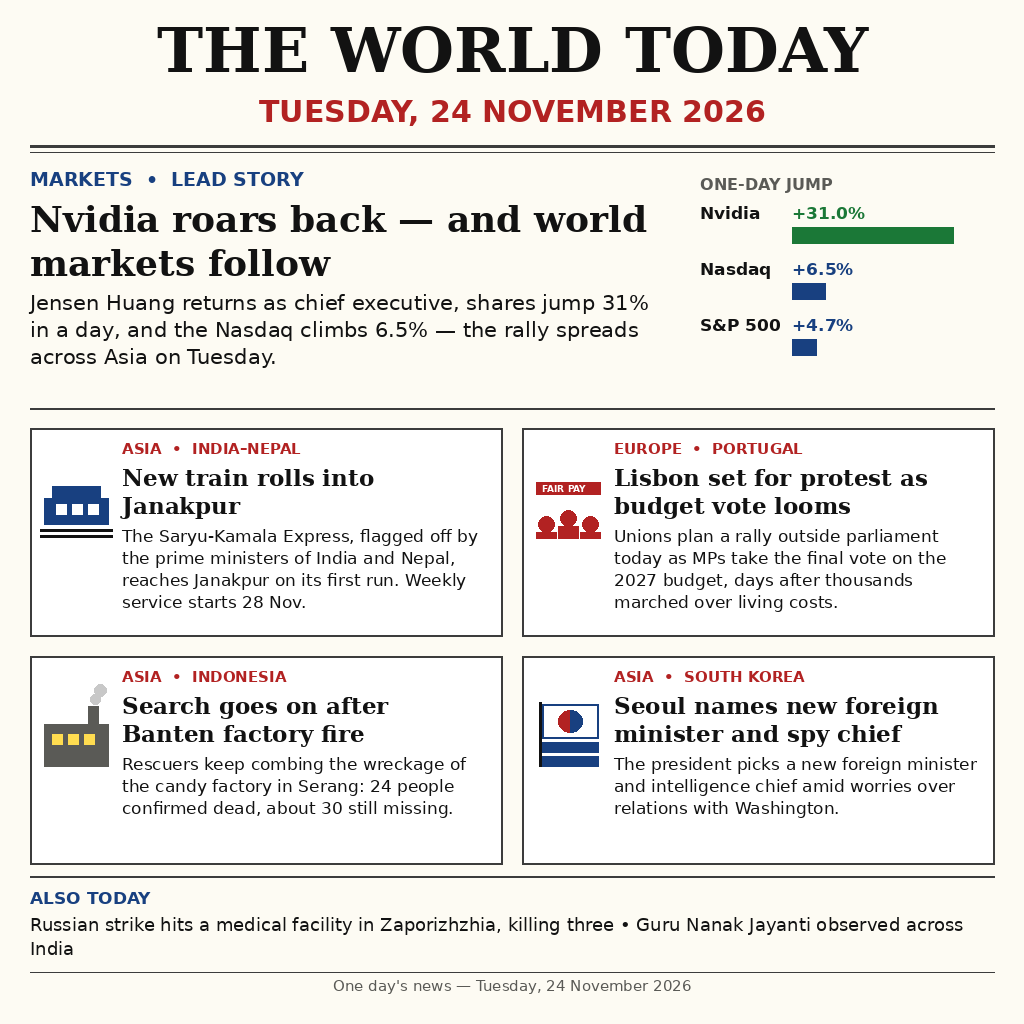 THE WORLD TODAY
TUESDAY, 24 NOVEMBER 2026
MARKETS • LEAD STORY
Nvidia roars back — and world
markets follow
Jensen Huang returns as chief executive, shares jump 31%
in a day, and the Nasdaq climbs 6.5% — the rally spreads
across Asia on Tuesday.
ONE-DAY JUMP
Nvidia +31.0%
Nasdaq +6.5%
S&P 500 +4.7%
ASIA • INDIA–NEPAL
New train rolls into
Janakpur
The Saryu-Kamala Express, flagged off by
the prime ministers of India and Nepal,
reaches Janakpur on its first run. Weekly
service starts 28 Nov.
EUROPE • PORTUGAL
FAIR PAY
Lisbon set for protest as
budget vote looms
Unions plan a rally outside parliament
today as MPs take the final vote on the
2027 budget, days after thousands
marched over living costs.
ASIA • INDONESIA
Search goes on after
Banten factory fire
Rescuers keep combing the wreckage of
the candy factory in Serang: 24 people
confirmed dead, about 30 still missing.
ASIA • SOUTH KOREA
Seoul names new foreign
minister and spy chief
The president picks a new foreign minister
and intelligence chief amid worries over
relations with Washington.
ALSO TODAY
Russian strike hits a medical facility in Zaporizhzhia, killing three • Guru Nanak Jayanti observed across
India
One day's news — Tuesday, 24 November 2026